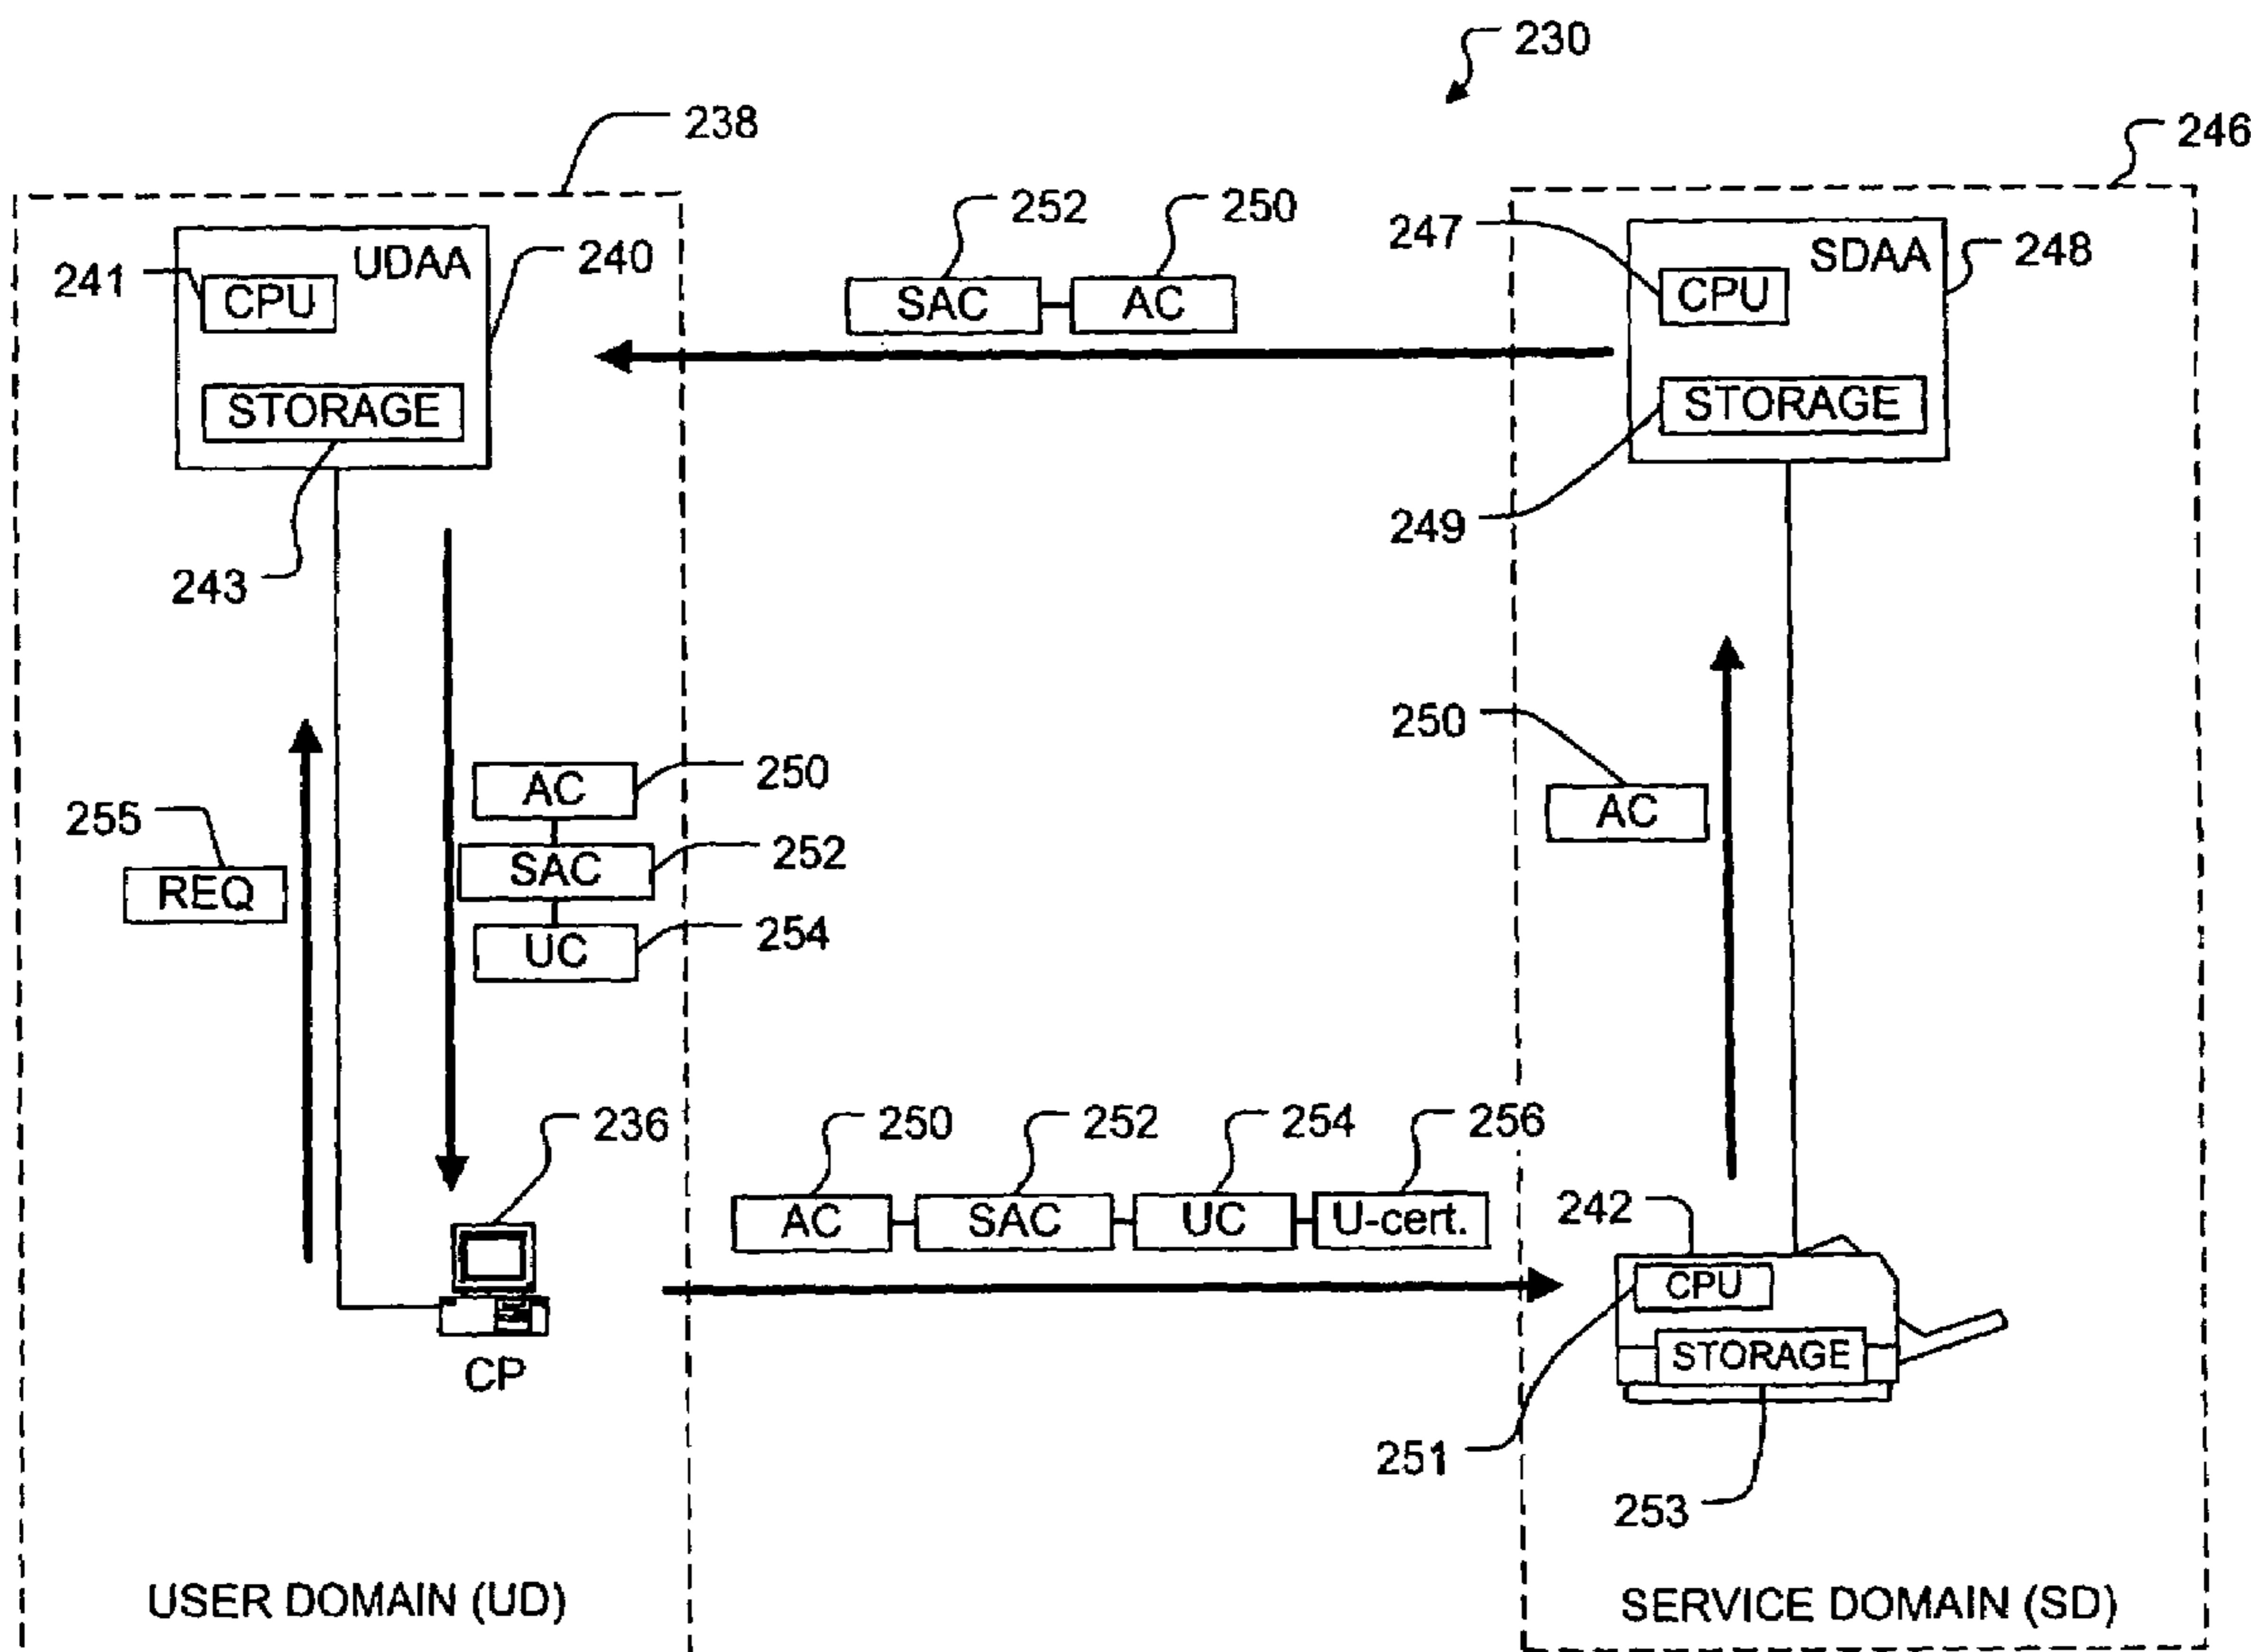 230
238
246
252
250
247
SDAA
248
UDAA
240
241
CPU
SAC
AC
CPU
STORAGE
STORAGE
249
243
250
AC
250
AC
255
SAC
252
REQ
UC
254
236
250
252
254
256
242
AC
SAC
UC
U-cert.
CPU
STORAGE
CP
251
253
USER DOMAIN (UD)
SERVICE DOMAIN (SD)